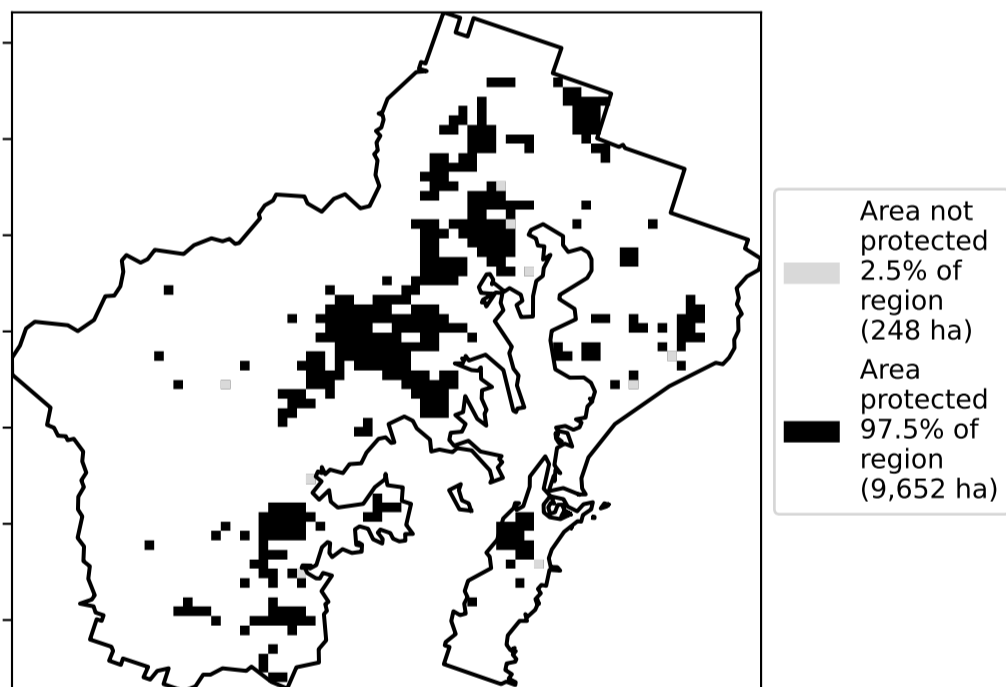 Area not
protected
2.5% of
region
(248 ha)
Area
protected
97.5% of
region
(9,652 ha)